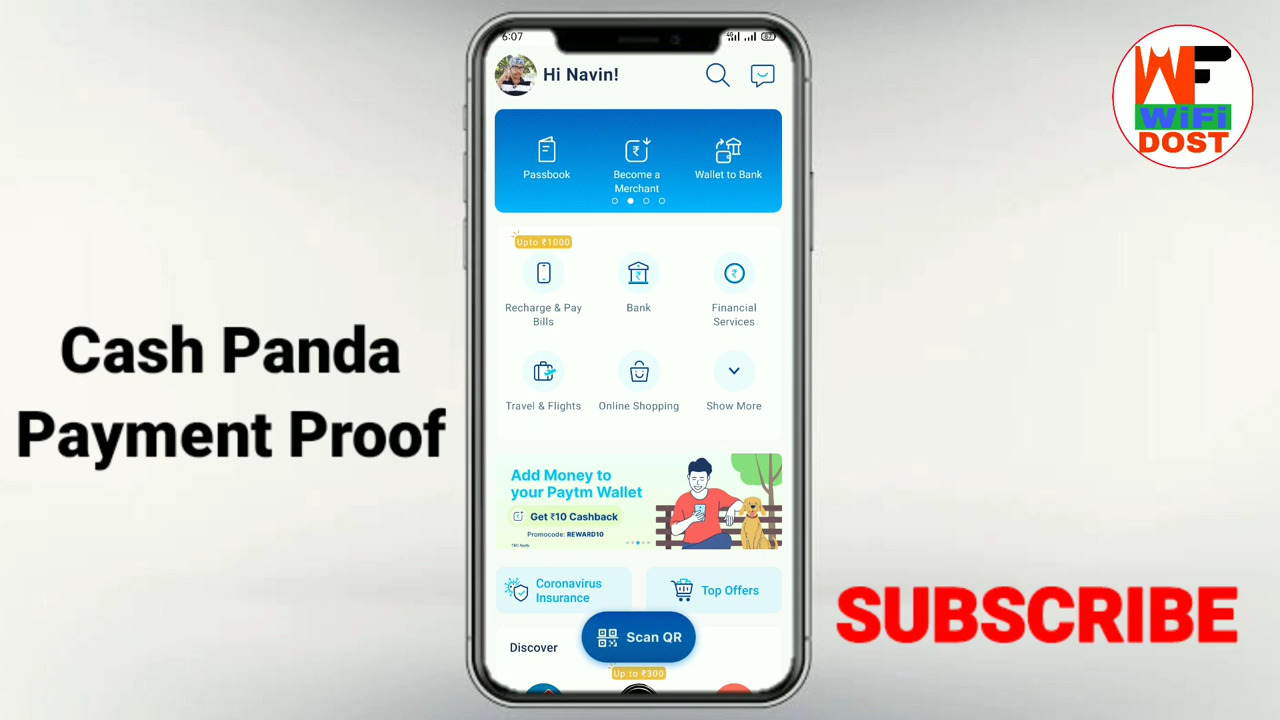 6:07
Hi Navin!
WF
WiFi
DOST
Passbook
Become a
Merchant
Wallet to Bank
Upto ₹1000
Recharge & Pay
Bills
Bank
Financial
Services
Travel & Flights
Online Shopping
Show More
Cash Panda
Payment Proof
Add Money to
your Paytm Wallet
Get ₹10 Cashback
Promocode: REWARD10
T&C Apply
Coronavirus
Insurance
Top Offers
SUBSCRIBE
Discover
Scan QR
Up to ₹300